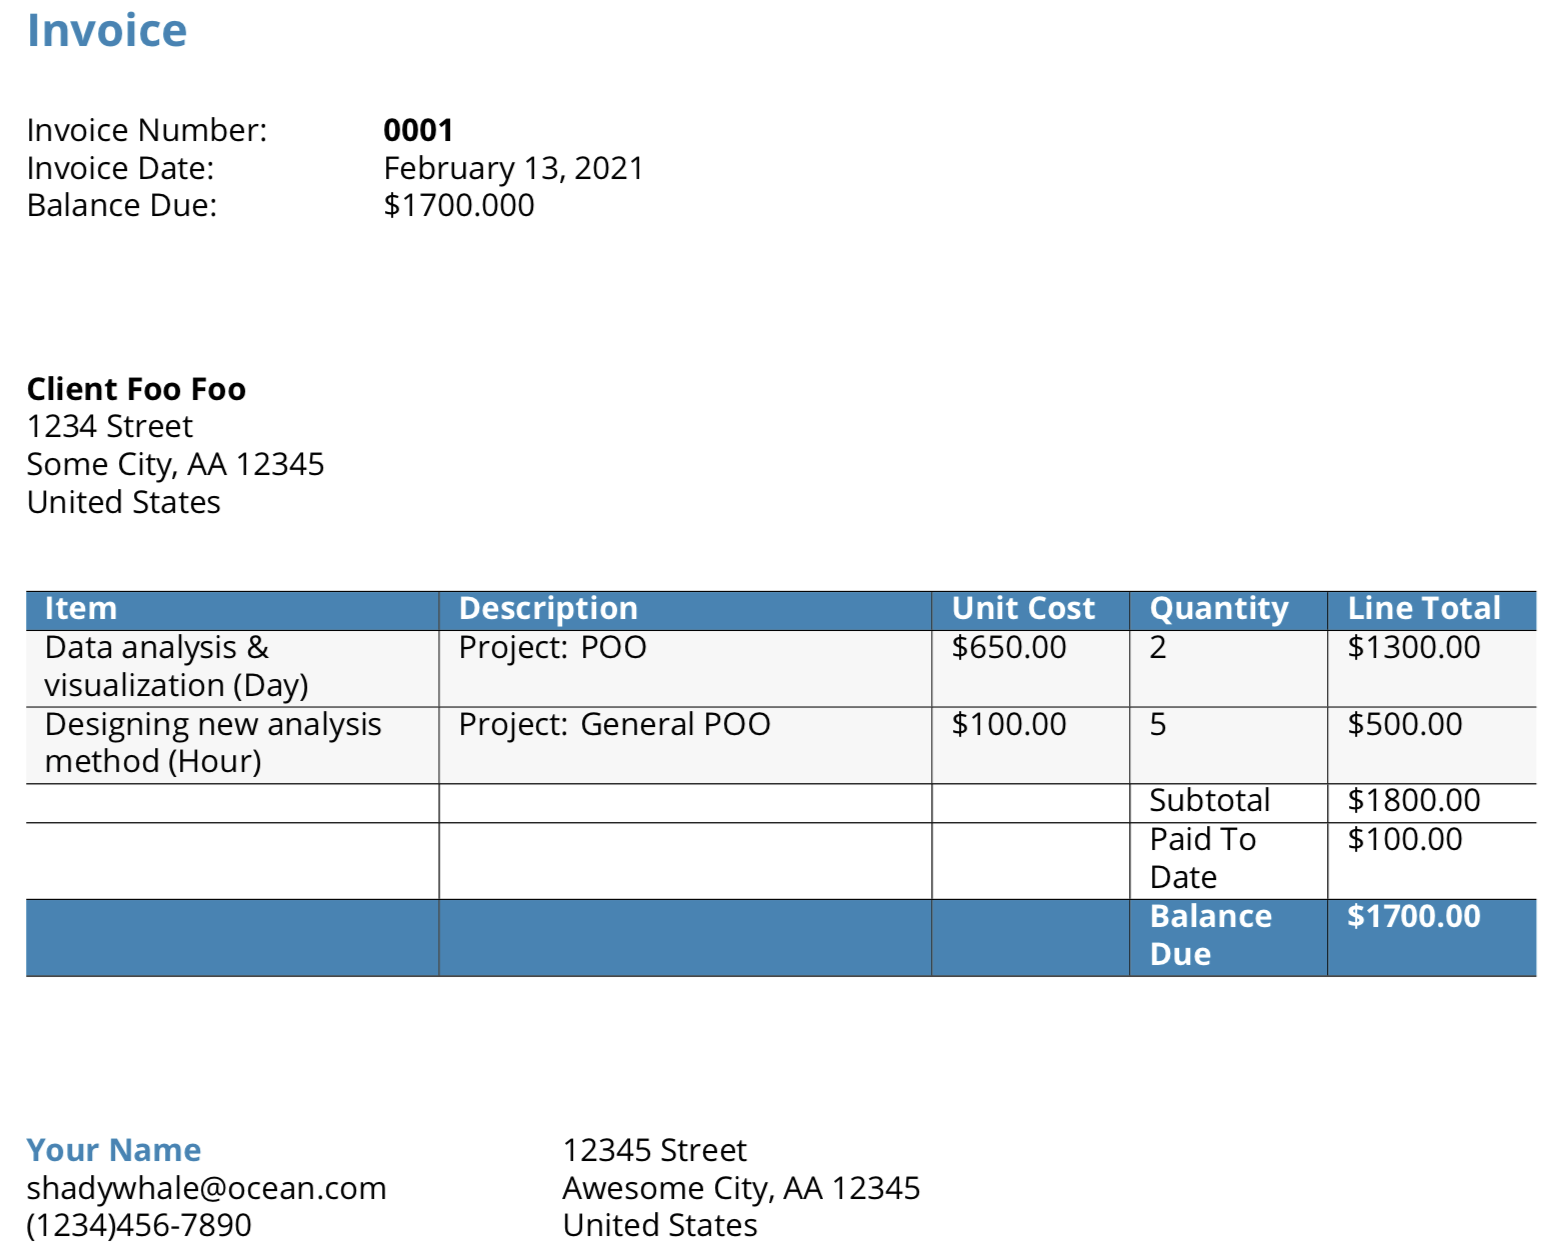 Invoice
Invoice Number: 0001
Invoice Date: February 13, 2021
Balance Due: $1700.000
Client Foo Foo
1234 Street
Some City, AA 12345
United States
Item Description Unit Cost Quantity Line Total
Data analysis & Project: POO $650.00 2 $1300.00
visualization (Day)
Designing new analysis Project: General POO $100.00 5 $500.00
method (Hour)
Subtotal $1800.00
Paid To $100.00
Date
Balance $1700.00
Due
Your Name 12345 Street
shadywhale@ocean.com Awesome City, AA 12345
(1234)456-7890 United States